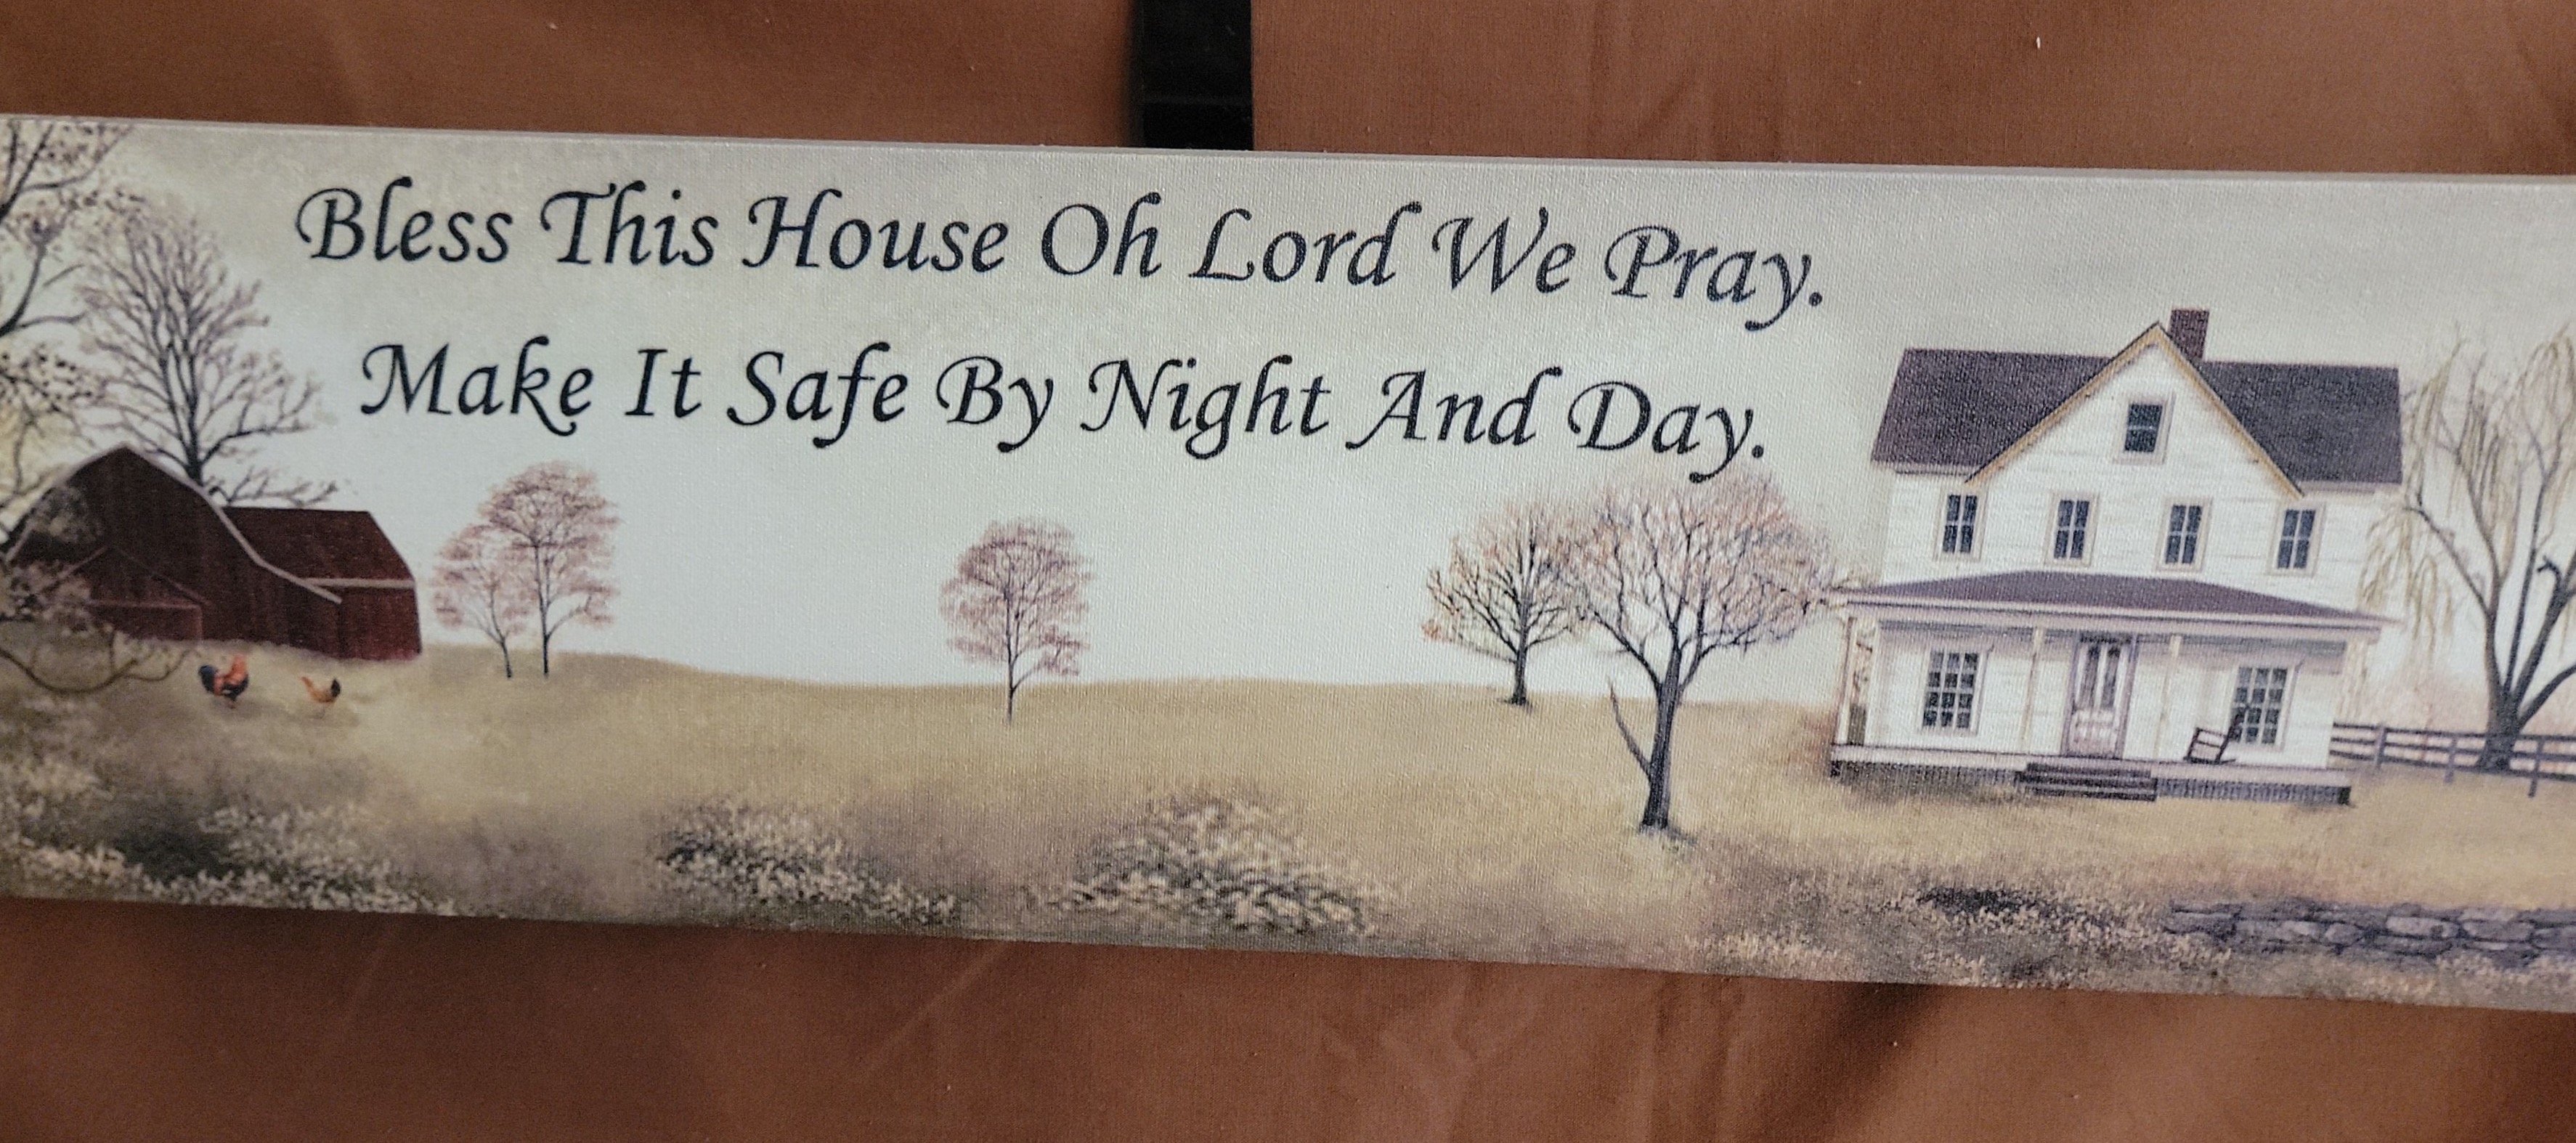 Bless This House Oh Lord We Pray.
Make It Safe By Night And Day.